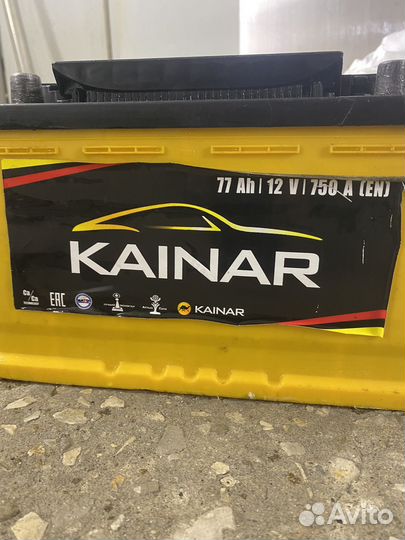 77 Ah | 12 V | 750 A (EN)
KAINAR
Ca/Ca
EAC
KAINAR
Avito